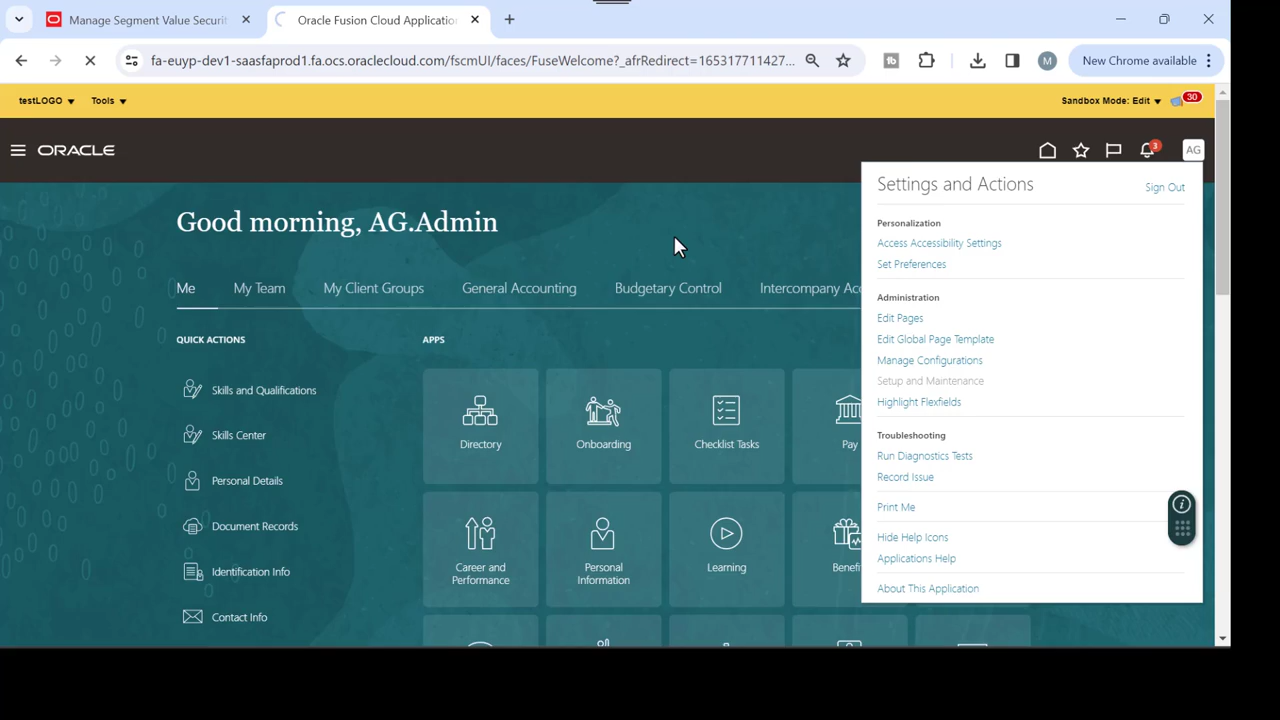 Manage Segment Value Securit
Oracle Fusion Cloud Application
fa-euyp-dev1-saasfaprod1.fa.ocs.oraclecloud.com/fscmUI/faces/FuseWelcome?_afrRedirect=165317711427...
M
New Chrome available
testLOGO
Tools
Sandbox Mode: Edit
30
ORACLE
3
AG
Good morning, AG.Admin
Me
My Team
My Client Groups
General Accounting
Budgetary Control
Intercompany Acc
QUICK ACTIONS
Skills and Qualifications
Skills Center
Personal Details
Document Records
Identification Info
Contact Info
APPS
Directory
Onboarding
Checklist Tasks
Pay
Career and
Performance
Personal
Information
Learning
Benefi
Settings and Actions
Sign Out
Personalization
Access Accessibility Settings
Set Preferences
Administration
Edit Pages
Edit Global Page Template
Manage Configurations
Setup and Maintenance
Highlight Flexfields
Troubleshooting
Run Diagnostics Tests
Record Issue
Print Me
Hide Help Icons
Applications Help
About This Application